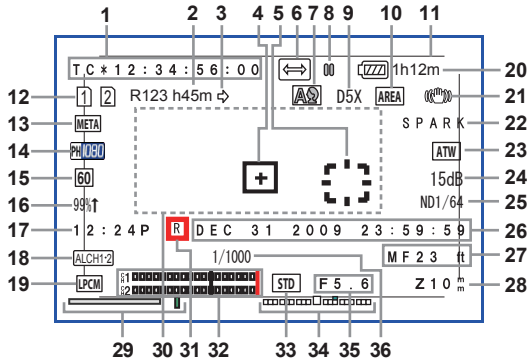 1 2 3 4 5 6 7 8 9 10 11
TC*12:34:56:00 1h12m 20
12 1 2 R123 h45m A D5X AREA 21
13 META SPARK 22
14 PH 1080 ATW 23
15 60 15dB 24
16 99% ND1/64 25
17 12:24P R DEC 31 2009 23:59:59 26
18 ALCH1·2 1/1000 MF23 ft 27
19 LPCM CH 1 2 STD F5.6 Z10 mm 28
29 30 31 32 33 34 35 36